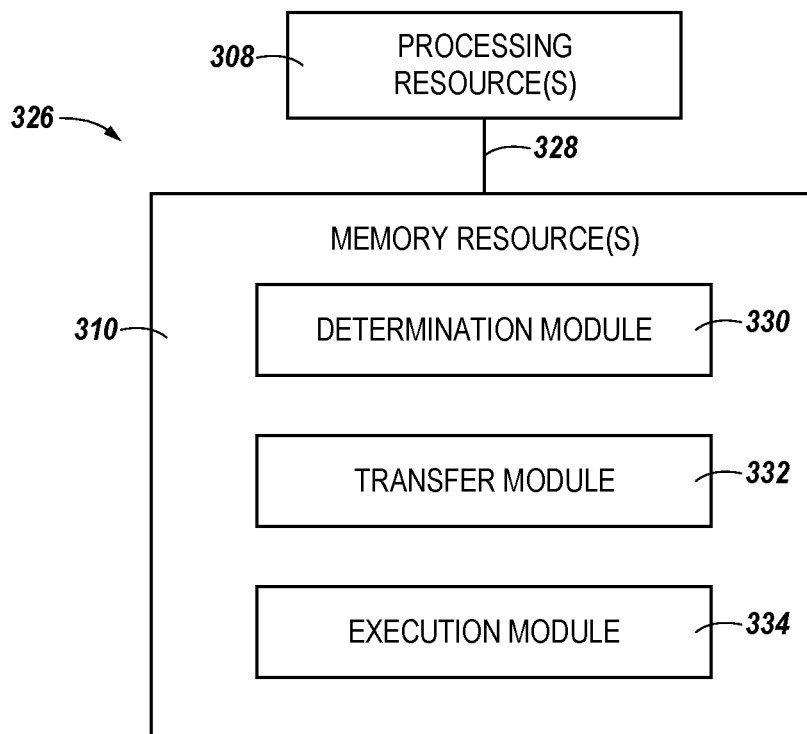 PROCESSING
308
RESOURCE(S)
326
328
MEMORY RESOURCE(S)
310
DETERMINATION MODULE
330
TRANSFER MODULE
332
EXECUTION MODULE
334